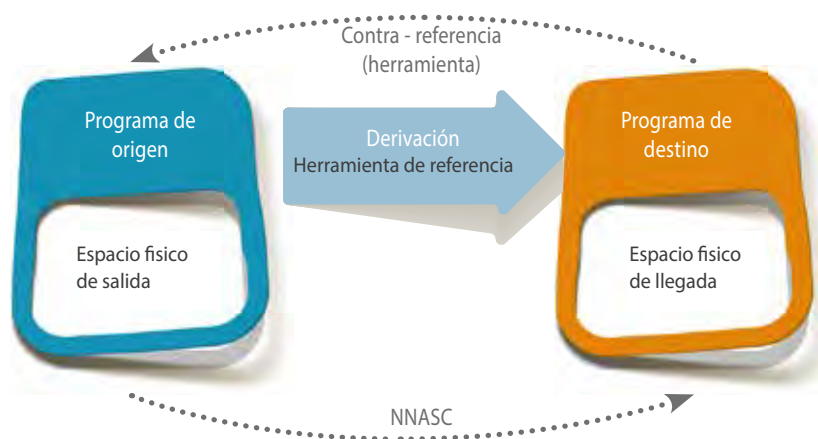 Contra - referencia
(herramienta)
Programa de
origen
Derivación
Herramienta de referencia
Programa de
destino
Espacio fisico
de salida
Espacio fisico
de llegada
NNASC